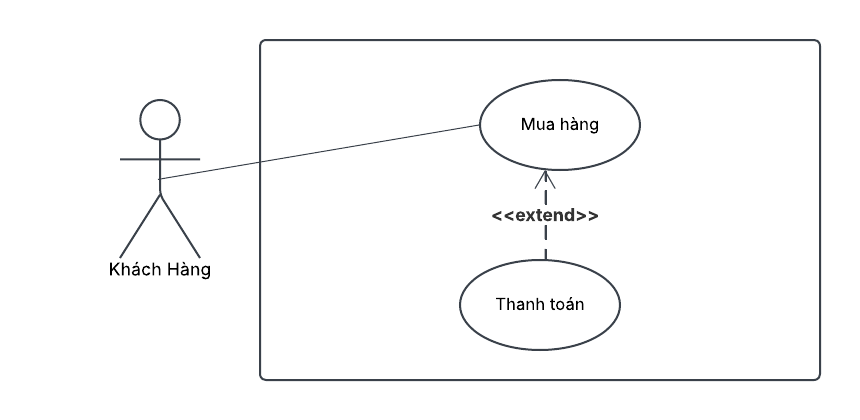 Mua hàng
<<extend>>
Khách Hàng
Thanh toán